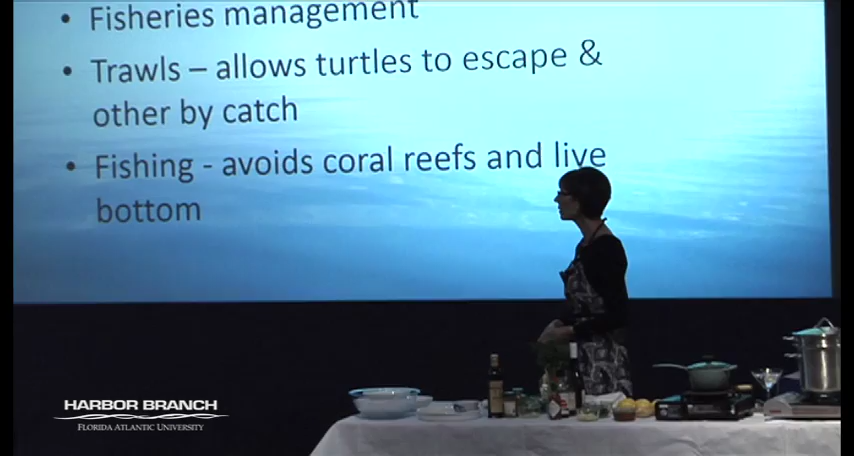 • Fisheries management
• Trawls – allows turtles to escape &
other by catch
• Fishing - avoids coral reefs and live
bottom
HARBOR BRANCH
FLORIDA ATLANTIC UNIVERSITY